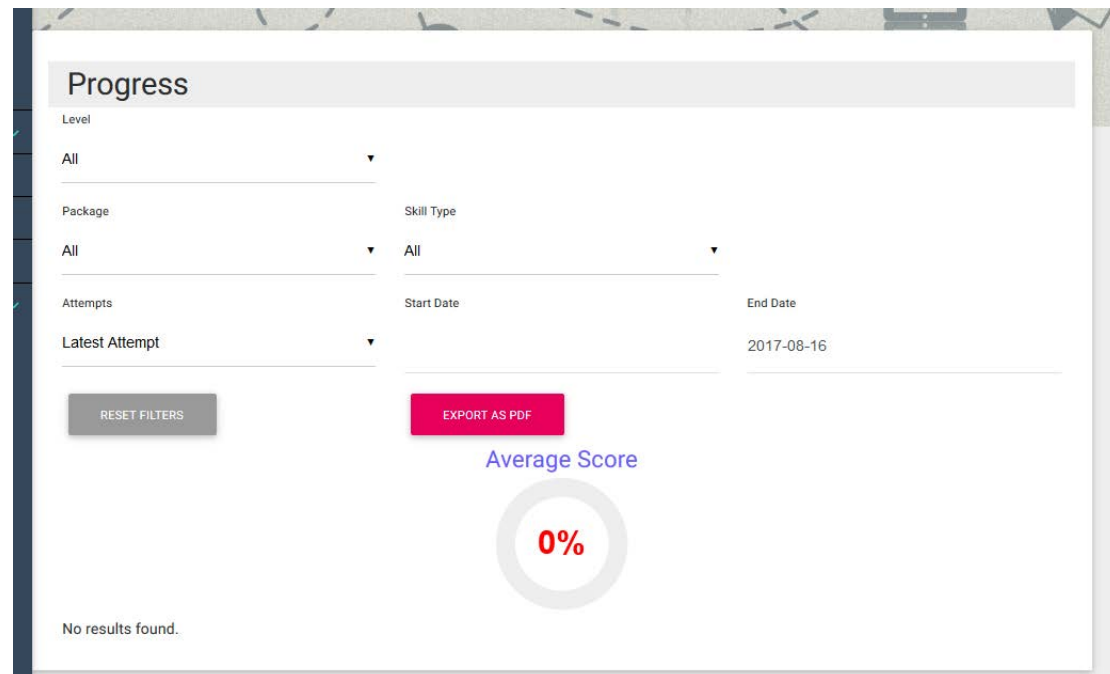 Progress
Level
All
Package Skill Type
All All
Attempts Start Date End Date
Latest Attempt 2017-08-16
RESET FILTERS EXPORT AS PDF
Average Score
0%
No results found.